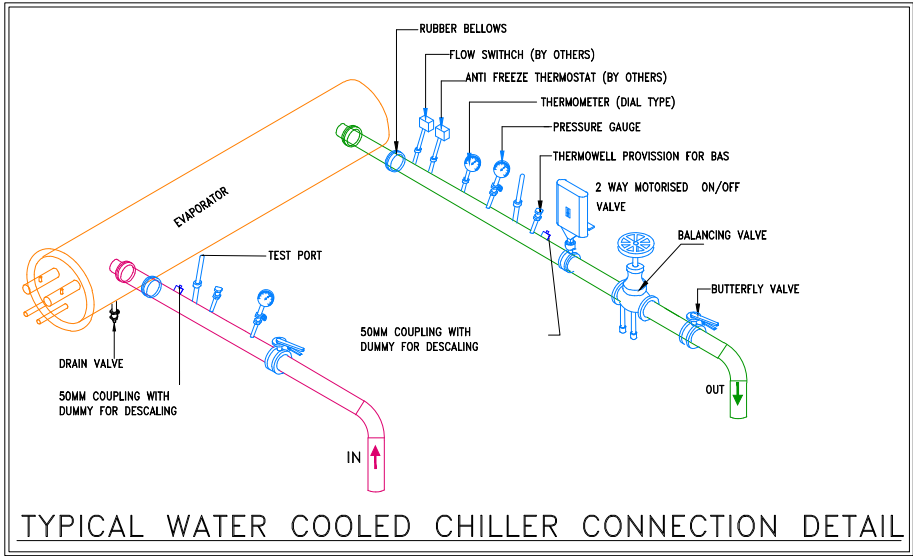 RUBBER BELLOWS
FLOW SWITHCH (BY OTHERS)
ANTI FREEZE THERMOSTAT (BY OTHERS)
THERMOMETER (DIAL TYPE)
PRESSURE GAUGE
THERMOWELL PROVISSION FOR BAS
2 WAY MOTORISED ON/OFF
VALVE
BALANCING VALVE
BUTTERFLY VALVE
EVAPORATOR
TEST PORT
50MM COUPLING WITH
DUMMY FOR DESCALING
DRAIN VALVE
50MM COUPLING WITH
DUMMY FOR DESCALING
OUT
IN
TYPICAL WATER COOLED CHILLER CONNECTION DETAIL